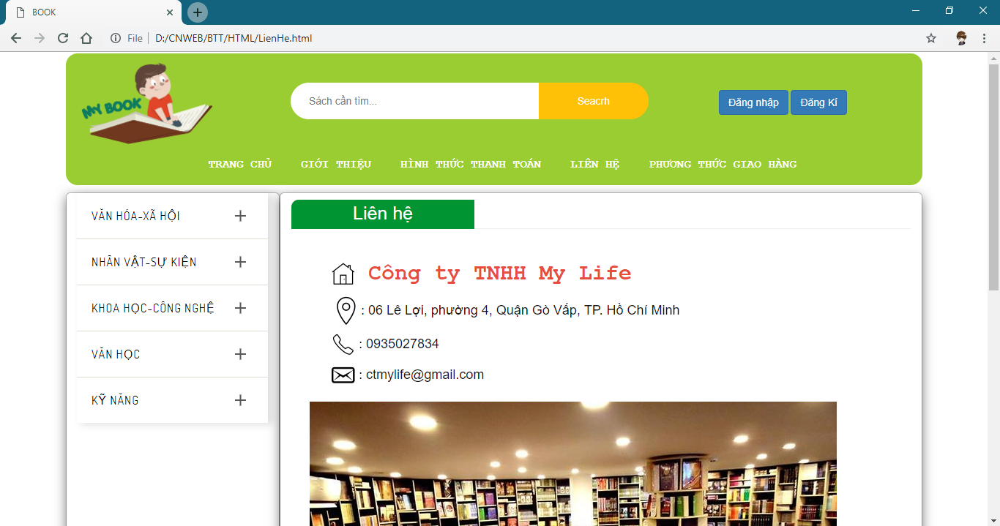 BOOK
File
D:/CNWEB/BTT/HTML/LienHe.html
MY BOOK
Sách cần tìm...
Seacrh
Đăng nhập
Đăng Kí
TRANG CHỦ GIỚI THIỆU HÌNH THỨC THANH TOÁN LIÊN HỆ PHƯƠNG THỨC GIAO HÀNG
VĂN HÓA-XÃ HỘI
NHÂN VẬT-SỰ KIỆN
KHOA HỌC-CÔNG NGHÊ
VĂN HỌC
KỸ NĂNG
Liên hệ
Công ty TNHH My Life
: 06 Lê Lợi, phường 4, Quận Gò Vấp, TP. Hồ Chí Minh
: 0935027834
: ctmylife@gmail.com